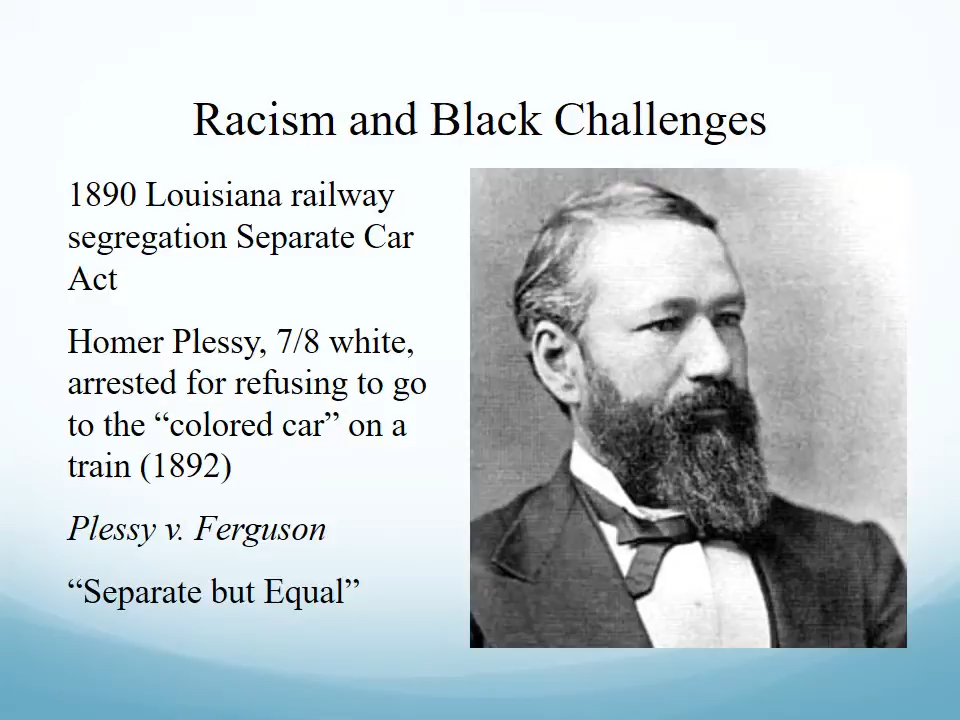 Racism and Black Challenges
1890 Louisiana railway
segregation Separate Car
Act
Homer Plessy, 7/8 white,
arrested for refusing to go
to the “colored car” on a
train (1892)
Plessy v. Ferguson
“Separate but Equal”